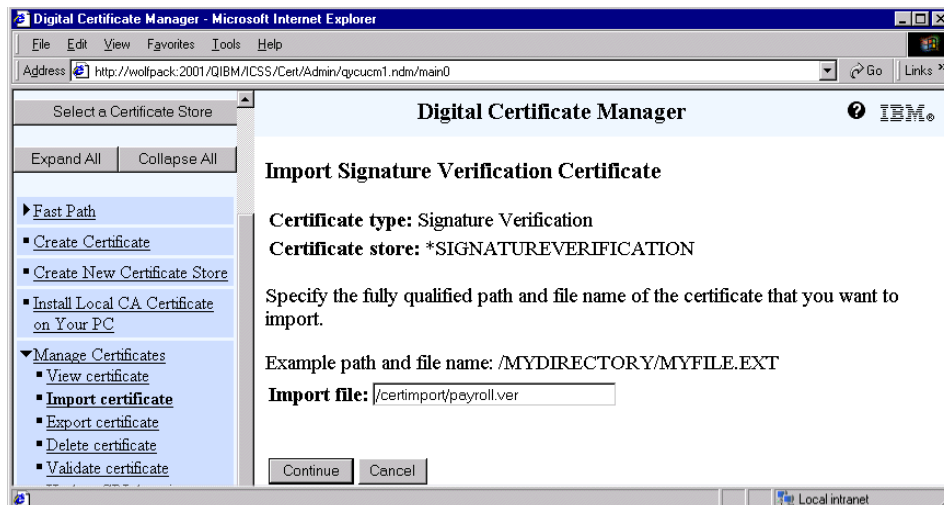 Digital Certificate Manager - Microsoft Internet Explorer
File Edit View Favorites Tools Help
Address http://wolfpack:2001/QIBM/ICSS/Cert/Admin/qycucm1.ndm/main0 Go Links »
Select a Certificate Store
Expand All Collapse All
Fast Path
Create Certificate
Create New Certificate Store
Install Local CA Certificate
on Your PC
Manage Certificates
View certificate
Import certificate
Export certificate
Delete certificate
Validate certificate
Digital Certificate Manager
IBM®
Import Signature Verification Certificate
Certificate type: Signature Verification
Certificate store: *SIGNATUREVERIFICATION
Specify the fully qualified path and file name of the certificate that you want to
import.
Example path and file name: /MYDIRECTORY/MYFILE.EXT
Import file: /certimport/payroll.ver
Continue Cancel
Local intranet